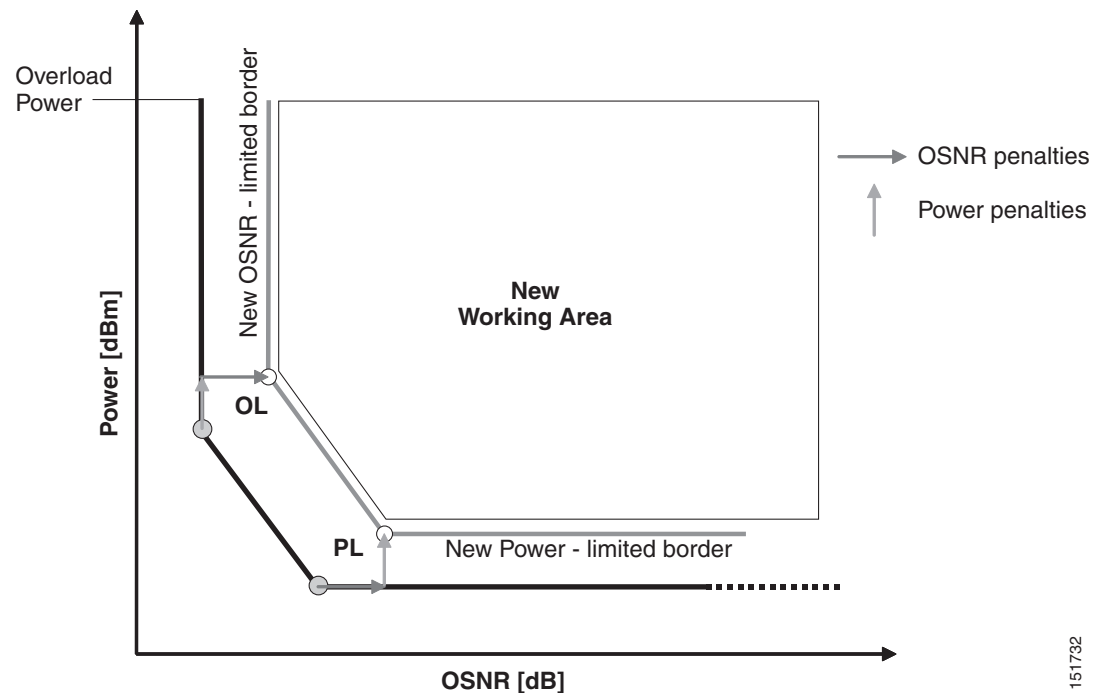 Overload
Power
New OSNR - limited border
OSNR penalties
Power penalties
New
Working Area
Power [dBm]
OL
PL
New Power - limited border
OSNR [dB]
151732